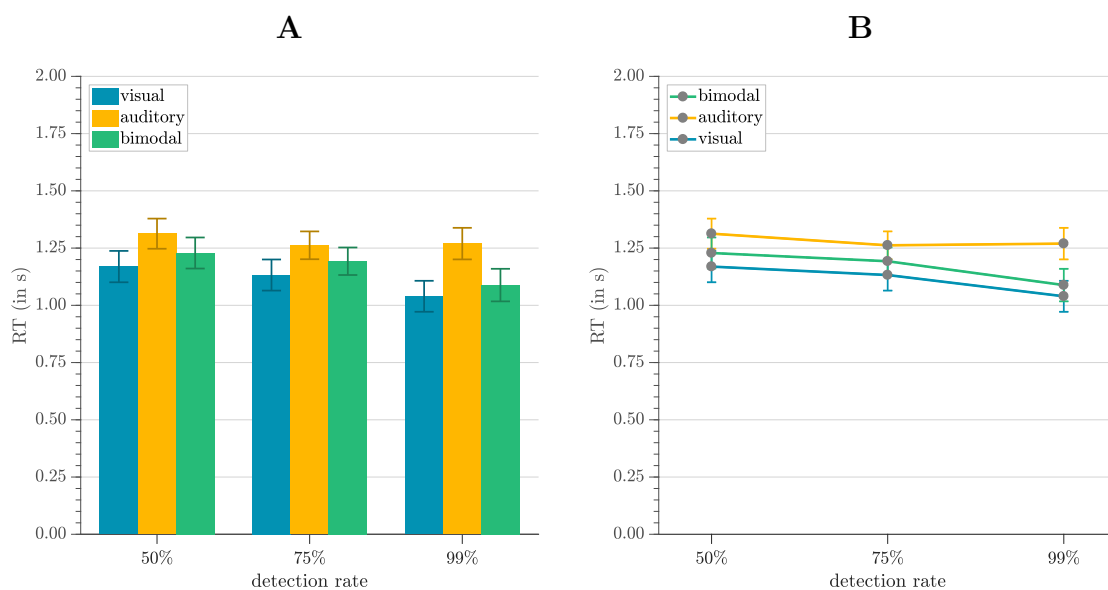 A
2.00
1.75
1.50
1.25
1.00
0.75
0.50
0.25
0.00
RT (in s)
visual
auditory
bimodal
50%
75%
99%
detection rate
B
2.00
1.75
1.50
1.25
1.00
0.75
0.50
0.25
0.00
RT (in s)
bimodal
auditory
visual
50%
75%
99%
detection rate